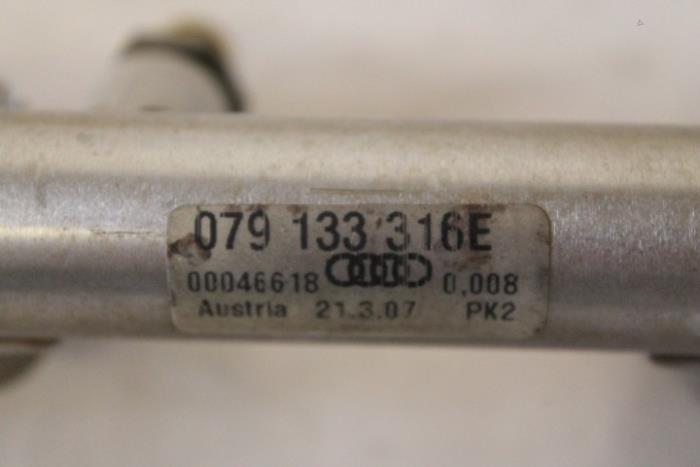 079 133 316E
00046618 0,008
Austria 21.3.07 PK2